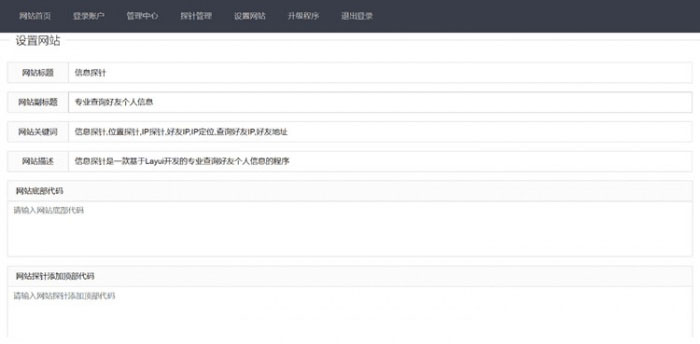 网站首页 登录账户 管理中心 探针管理 设置网站 升级程序 退出登录
设置网站
网站标题 信息探针
网站副标题 专业查询好友个人信息
网站关键词 信息探针,位置探针,IP探针,好友IP,IP定位,查询好友IP,好友地址
网站描述 信息探针是一款基于Layui开发的专业查询好友个人信息的程序
网站底部代码
请输入网站底部代码
网站探针添加顶部代码
请输入网站探针添加顶部代码